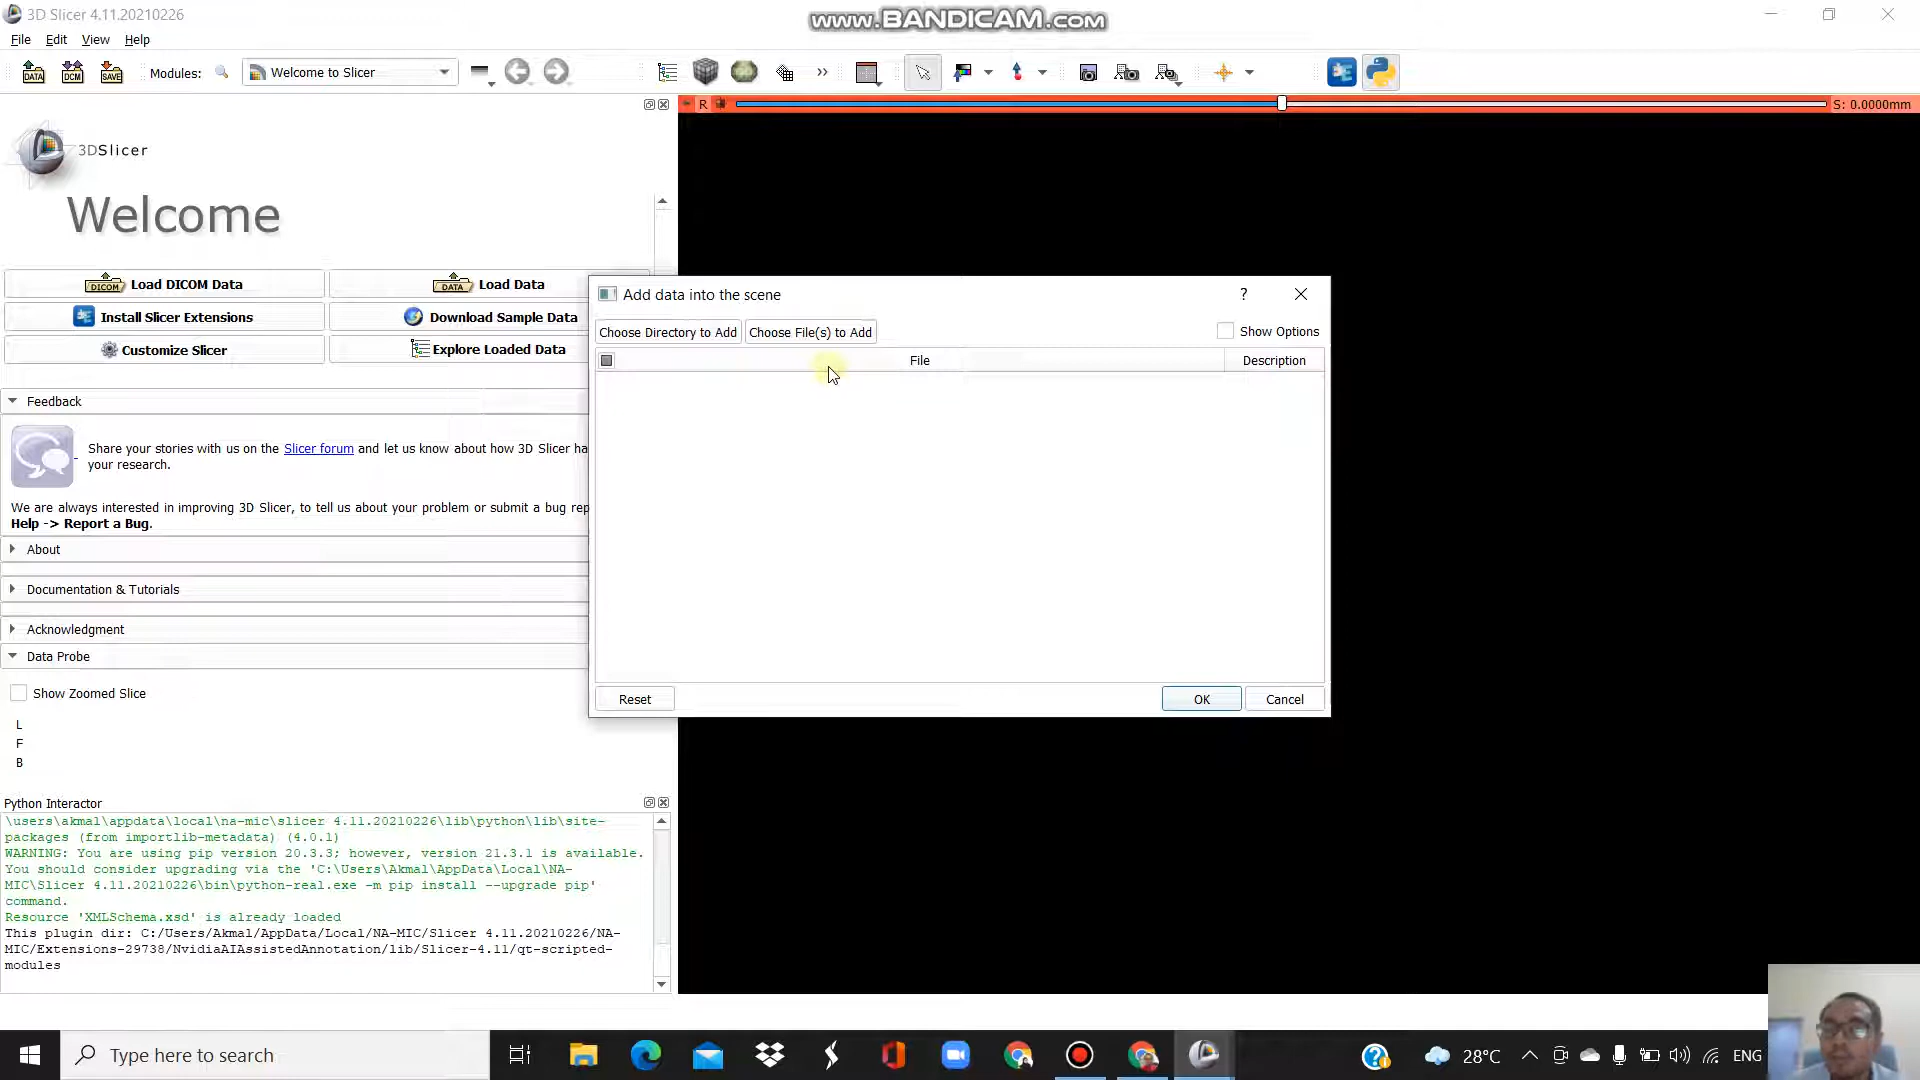 3D Slicer 4.11.20210226
www.BANDICAM.com
File Edit View Help
DATA DCM SAVE Modules: Welcome to Slicer
R S: 0.0000mm
3DSlicer
Welcome
DICOM Load DICOM Data DATA Load Data
Install Slicer Extensions Download Sample Data
Customize Slicer Explore Loaded Data
Feedback
Share your stories with us on the Slicer forum and let us know about how 3D Slicer ha
your research.
We are always interested in improving 3D Slicer, to tell us about your problem or submit a bug rep
Help -> Report a Bug.
About
Documentation & Tutorials
Acknowledgment
Data Probe
Show Zoomed Slice
L
F
B
Add data into the scene ?
Choose Directory to Add Choose File(s) to Add Show Options
File Description
Reset OK Cancel
Python Interactor
\users\akmal\appdata\local\na-mic\slicer 4.11.20210226\lib\python\lib\site-
packages (from importlib-metadata) (4.0.1)
WARNING: You are using pip version 20.3.3; however, version 21.3.1 is available.
You should consider upgrading via the 'C:\Users\Akmal\AppData\Local\NA-
MIC\Slicer 4.11.20210226\bin\python-real.exe -m pip install --upgrade pip'
command.
Resource 'XMLSchema.xsd' is already loaded
This plugin dir: C:/Users/Akmal/AppData/Local/NA-MIC/Slicer 4.11.20210226/NA-
MIC/Extensions-29738/NvidiaAIAssistedAnnotation/lib/Slicer-4.11/qt-scripted-
modules
Type here to search 28°C ENG